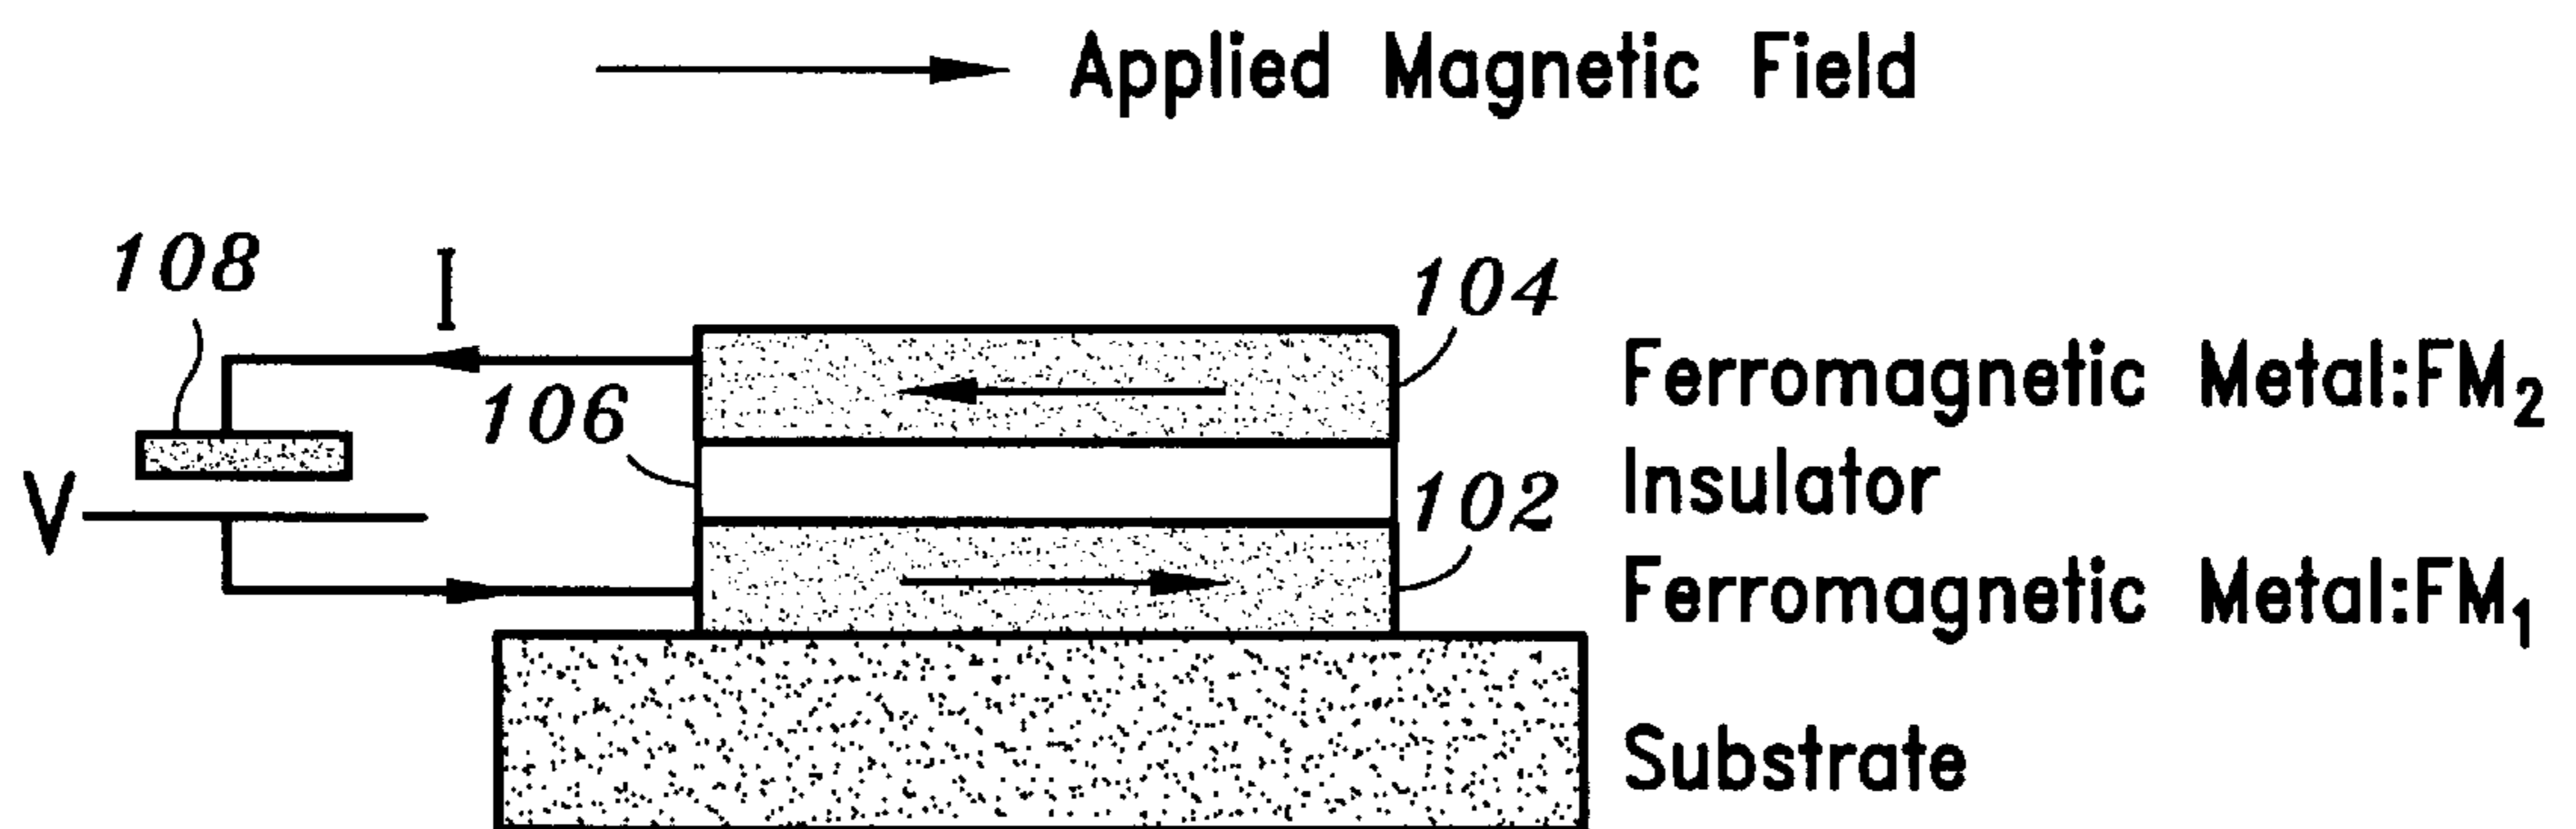 Applied Magnetic Field
108
I
104
Ferromagnetic Metal:FM₂
106
Insulator
V
102
Ferromagnetic Metal:FM₁
Substrate